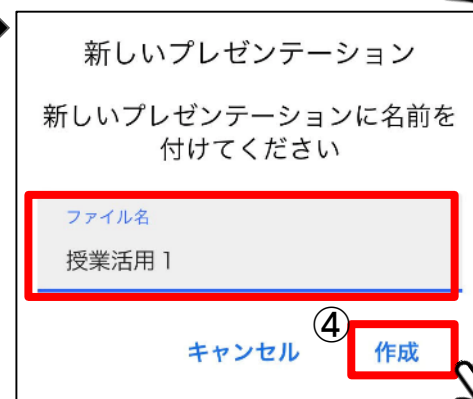 新しいプレゼンテーション
新しいプレゼンテーションに名前を
付けてください
ファイル名
授業活用1
④
キャンセル
作成